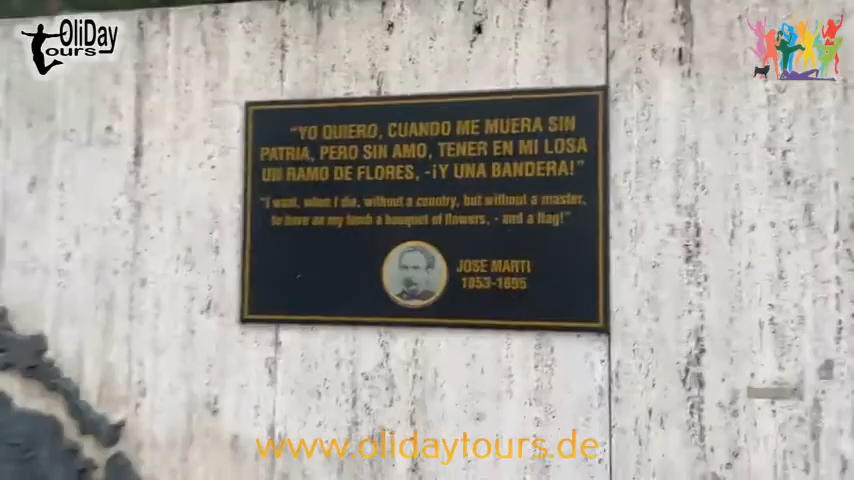 OliDay
tours
"YO QUIERO, CUANDO ME MUERA SIN
PATRIA, PERO SIN AMO, TENER EN MI LOSA
UN RAMO DE FLORES, -¡Y UNA BANDERA!"
"I want, when I die, without a country, but without a master,
to have on my tomb a bouquet of flowers, - and a flag!"
JOSE MARTI
1853-1895
www.olidaytours.de